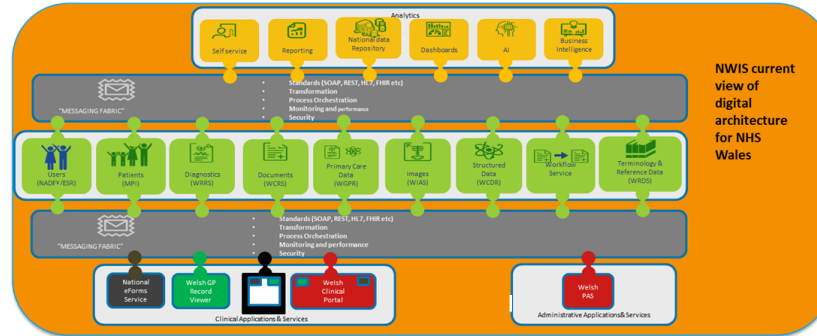 Analytics
Self service
Reporting
National data
Repository
Dashboards
AI
Business
Intelligence
NWIS current
view of
digital
architecture
for NHS
Wales
"MESSAGING FABRIC"
• Standards (SOAP, REST, HL7, FHIR etc)
• Transformation
• Process Orchestration
• Monitoring and performance
• Security
Users
(NADEX/ESR)
Patients
(MPI)
Diagnostics
(WRRS)
Documents
(WCRS)
Primary Care
Data
(WGPR)
Images
(WIAS)
Structured
Data
(WCDR)
Workflow
Service
Terminology &
Reference Data
(WRDS)
"MESSAGING FABRIC"
• Standards (SOAP, REST, HL7, FHIR etc)
• Transformation
• Process Orchestration
• Monitoring and performance
• Security
National
eForms
Service
Welsh GP
Record
Viewer
Welsh
Clinical
Portal
Welsh
PAS
Clinical Applications & Services
Administrative Applications & Services